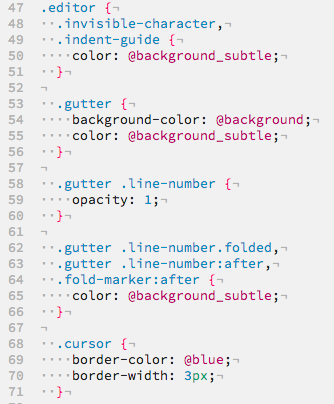 47 .editor {¬
48 ··.invisible-character,¬
49 ··.indent-guide {¬
50 ····color: @background_subtle;¬
51 ··}¬
52 ¬
53 ··.gutter {¬
54 ····background-color: @background;¬
55 ····color: @background_subtle;¬
56 ··}¬
57 ¬
58 ··.gutter .line-number {¬
59 ····opacity: 1;¬
60 ··}¬
61 ¬
62 ··.gutter .line-number.folded,¬
63 ··.gutter .line-number:after,¬
64 ··.fold-marker:after {¬
65 ····color: @background_subtle;¬
66 ··}¬
67 ¬
68 ··.cursor {¬
69 ····border-color: @blue;¬
70 ····border-width: 3px;¬
71 ··}¬